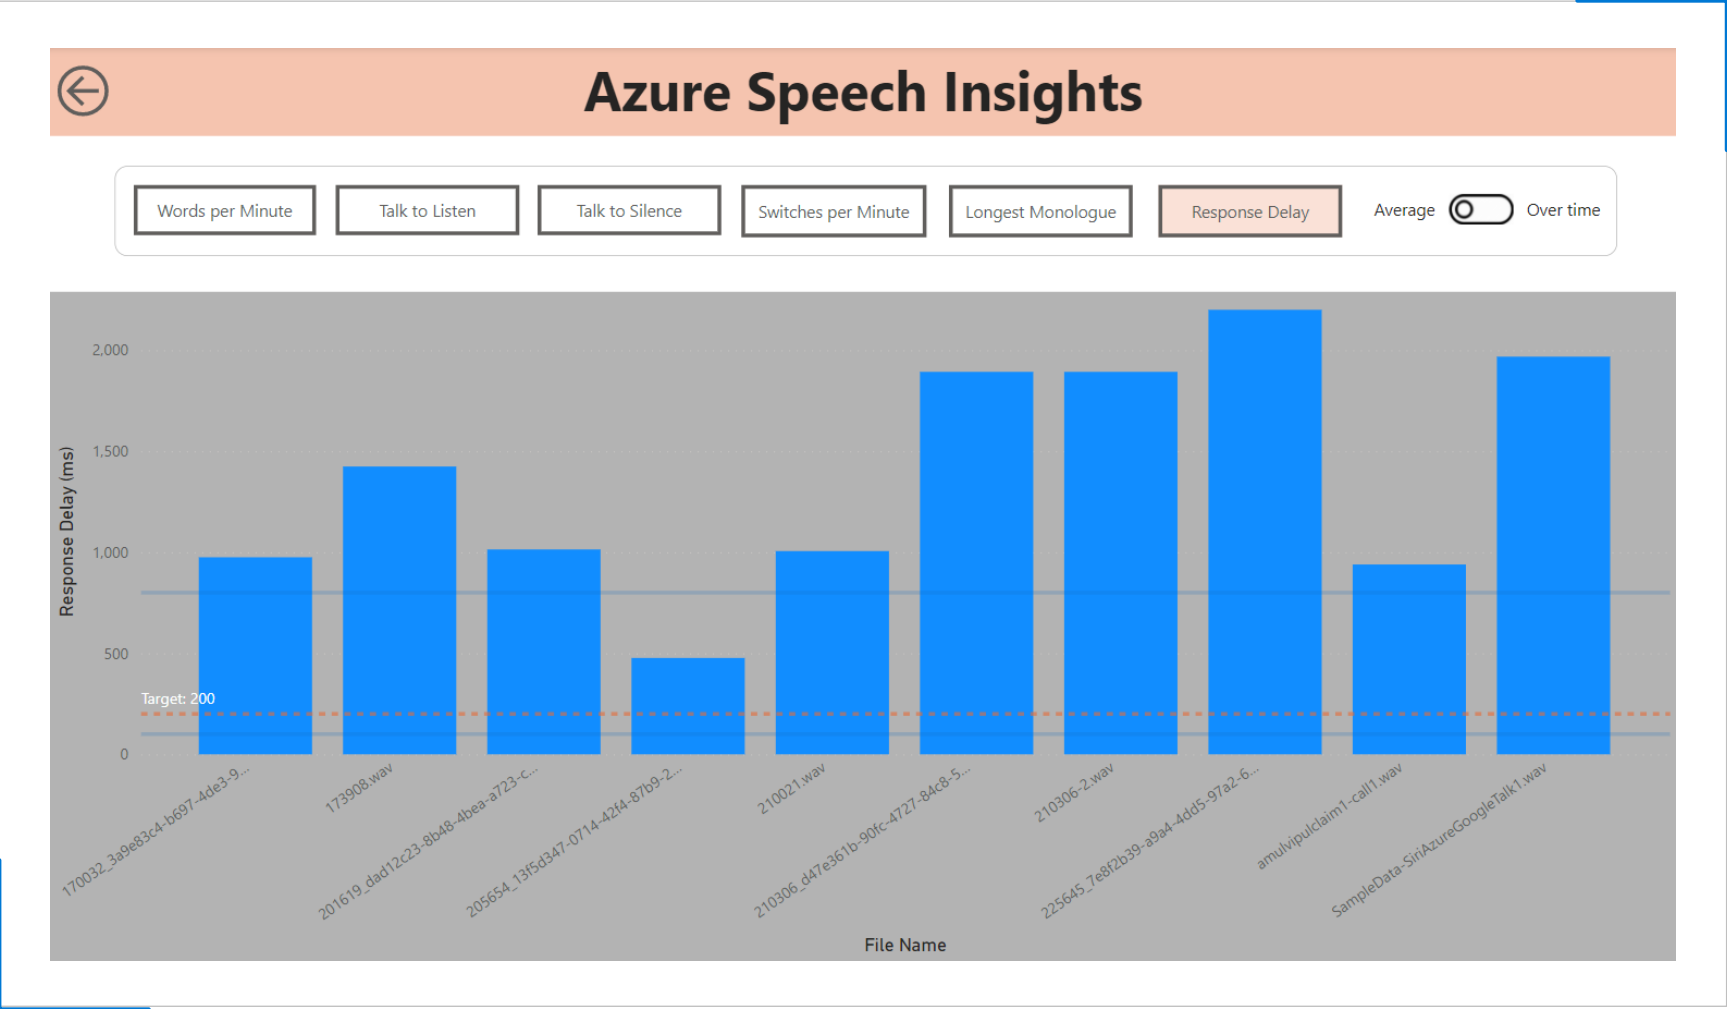 Azure Speech Insights
Words per Minute
Talk to Listen
Talk to Silence
Switches per Minute
Longest Monologue
Response Delay
Average
Over time
Response Delay (ms)
2,000
1,500
1,000
500
0
Target: 200
170032_3a9e83c4-b697-4de3-9...
173908.wav
201619_dad12c23-8b48-4bea-a723-c...
205654_13f5d347-0714-42f4-87b9-2...
210021.wav
210306_d47e361b-90fc-4727-84c8-5...
210306-2.wav
225645_7e8f2b39-a9a4-4dd5-97a2-6...
amulvipulclaim1-call1.wav
SampleData-SiriAzureGoogleTalk1.wav
File Name